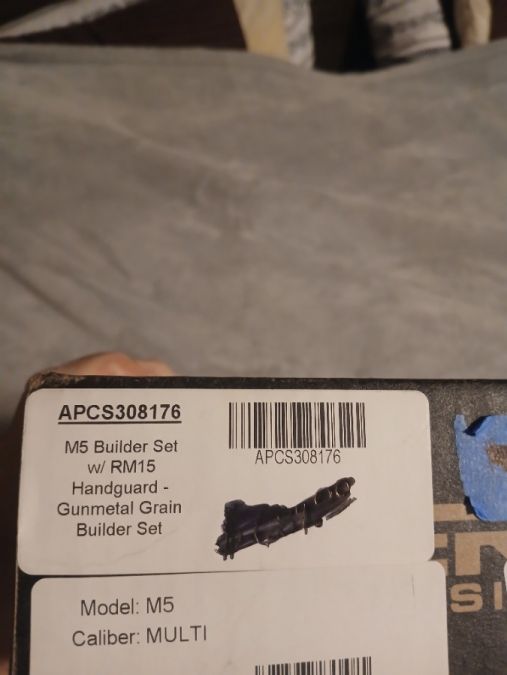 APCS308176
M5 Builder Set
w/ RM15
Handguard -
Gunmetal Grain
Builder Set
APCS308176
Model: M5
Caliber: MULTI